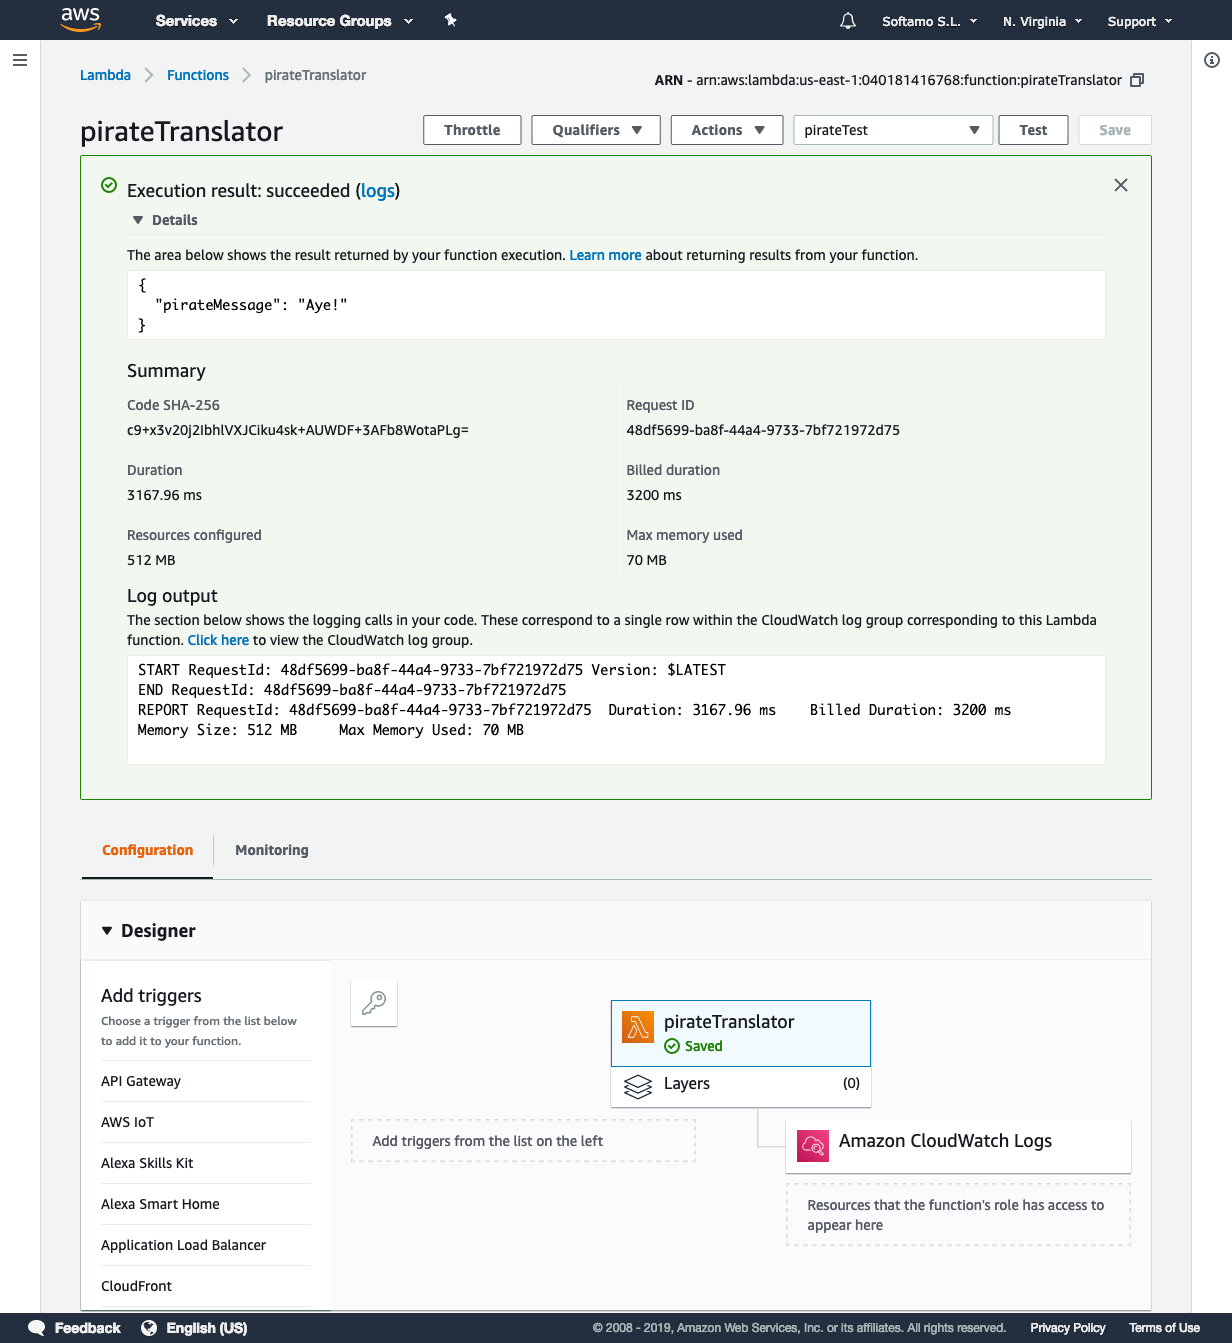 aws Services Resource Groups Softamo S.L. N. Virginia Support
Lambda Functions pirateTranslator
ARN - arn:aws:lambda:us-east-1:040181416768:function:pirateTranslator
pirateTranslator Throttle Qualifiers Actions pirateTest Test Save
Execution result: succeeded (logs)
Details
The area below shows the result returned by your function execution. Learn more about returning results from your function.
{
"pirateMessage": "Aye!"
}
Summary
Code SHA-256
c9+x3v20j2IbhlVXJCiku4sk+AUWDF+3AFb8WotaPLg=
Request ID
48df5699-ba8f-44a4-9733-7bf721972d75
Duration
3167.96 ms
Billed duration
3200 ms
Resources configured
512 MB
Max memory used
70 MB
Log output
The section below shows the logging calls in your code. These correspond to a single row within the CloudWatch log group corresponding to this Lambda
function. Click here to view the CloudWatch log group.
START RequestId: 48df5699-ba8f-44a4-9733-7bf721972d75 Version: $LATEST
END RequestId: 48df5699-ba8f-44a4-9733-7bf721972d75
REPORT RequestId: 48df5699-ba8f-44a4-9733-7bf721972d75 Duration: 3167.96 ms Billed Duration: 3200 ms
Memory Size: 512 MB Max Memory Used: 70 MB
Configuration Monitoring
Designer
Add triggers
Choose a trigger from the list below
to add it to your function.
API Gateway
AWS IoT
Alexa Skills Kit
Alexa Smart Home
Application Load Balancer
CloudFront
pirateTranslator
Saved
Layers (0)
Add triggers from the list on the left
Amazon CloudWatch Logs
Resources that the function's role has access to
appear here
Feedback English (US) © 2008 - 2019, Amazon Web Services, Inc. or its affiliates. All rights reserved. Privacy Policy Terms of Use